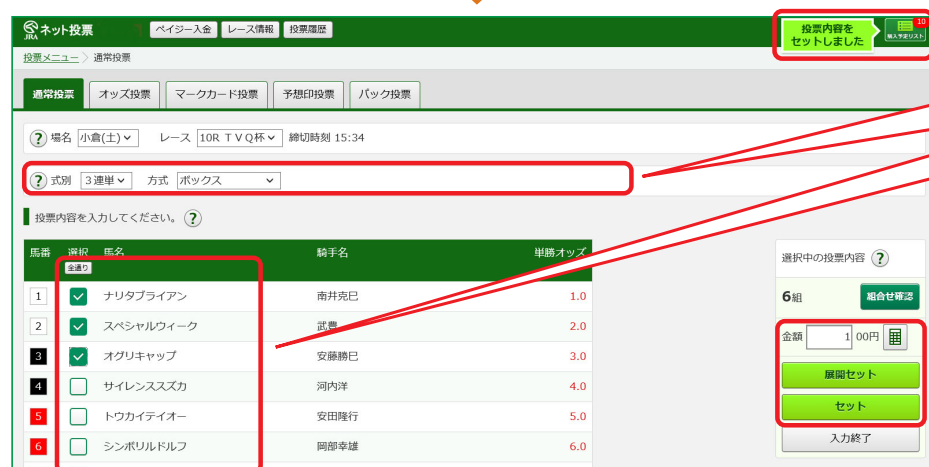 JRA ネット投票 ペイジー入金 レース情報 投票履歴 投票内容をセットしました 10 購入予定リスト
投票メニュー 〉 通常投票
通常投票 オッズ投票 マークカード投票 予想印投票 パック投票
? 場名 小倉(土) レース 10R TVQ杯 締切時刻 15:34
? 式別 3連単 方式 ボックス
投票内容を入力してください。 ?
馬番 選択 馬名 騎手名 単勝オッズ
全通り
1 ナリタブライアン 南井克巳 1.0
2 スペシャルウィーク 武豊 2.0
3 オグリキャップ 安藤勝巳 3.0
4 サイレンススズカ 河内洋 4.0
5 トウカイテイオー 安田隆行 5.0
6 シンボリルドルフ 岡部幸雄 6.0
選択中の投票内容 ?
6組 組合せ確認
金額 1 00円
展開セット
セット
入力終了